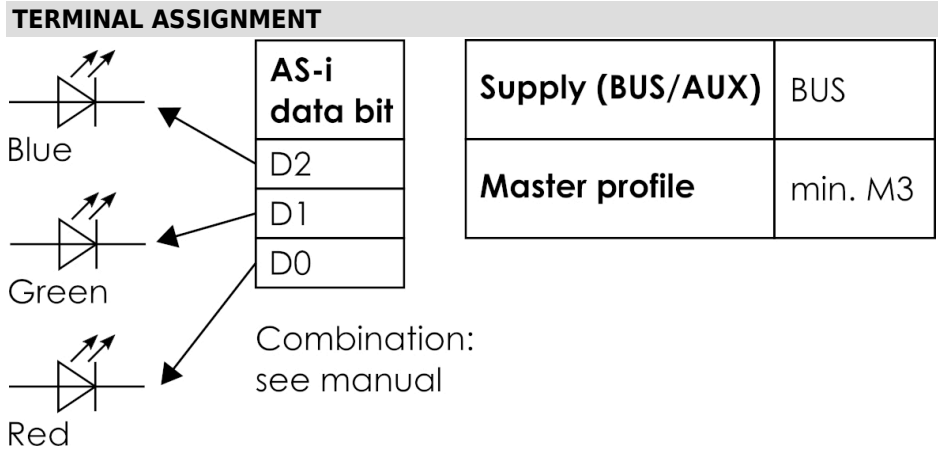 TERMINAL ASSIGNMENT
Blue
Green
Red
AS-i
data bit
D2
D1
D0
Combination:
see manual
Supply (BUS/AUX) BUS
Master profile min. M3